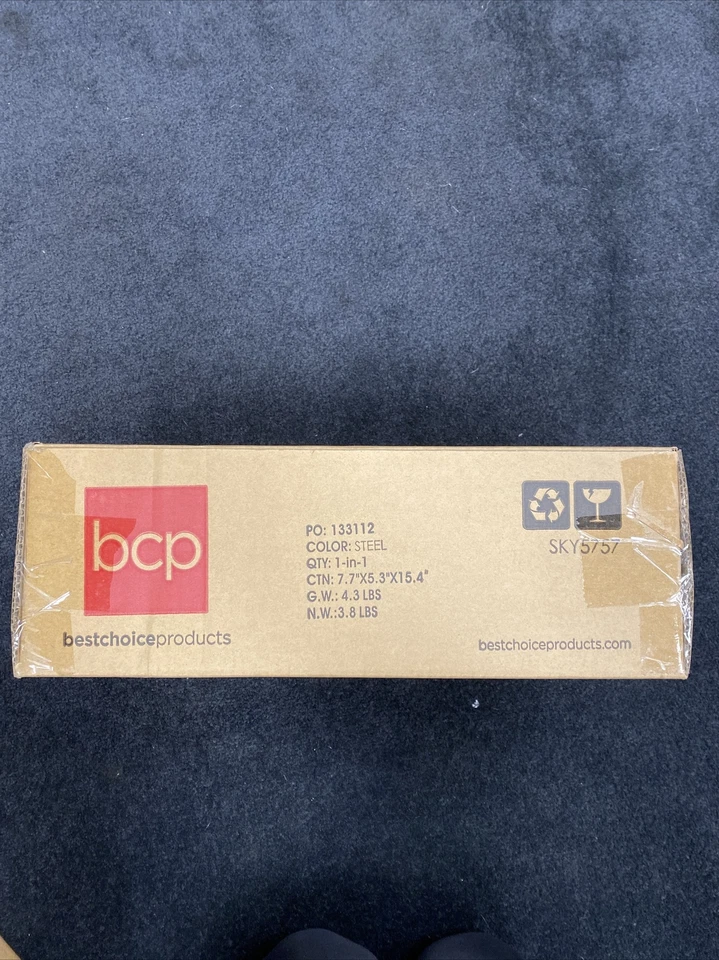 bcp
bestchoiceproducts
PO: 133112
COLOR: STEEL
QTY: 1-in-1
CTN: 7.7"X5.3"X15.4"
G.W.: 4.3 LBS
N.W.:3.8 LBS
SKY5757
bestchoiceproducts.com